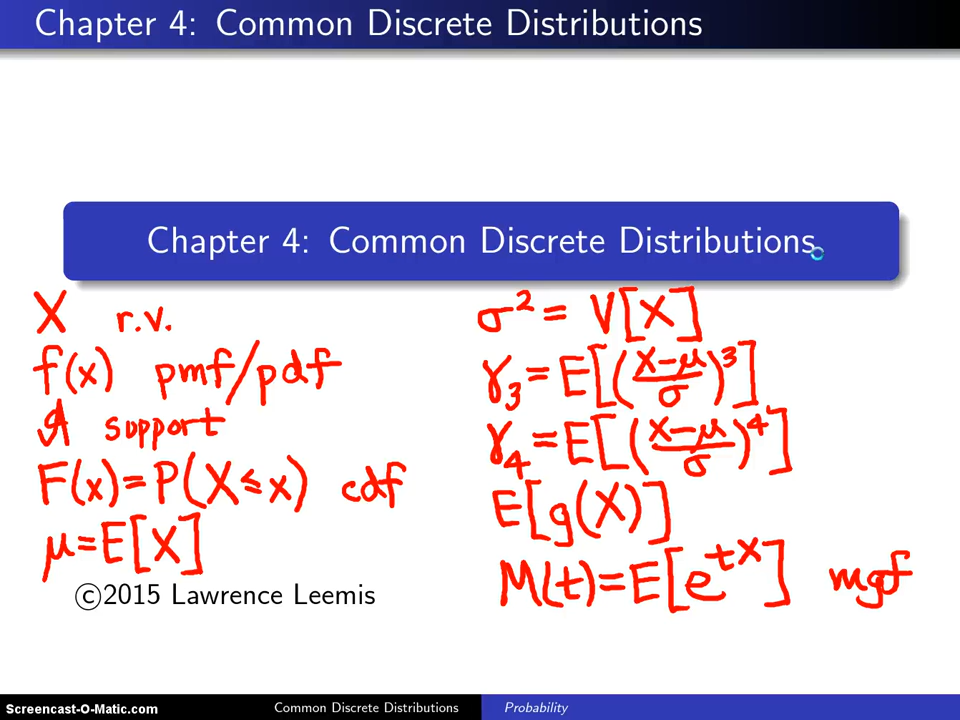 Chapter 4: Common Discrete Distributions
Chapter 4: Common Discrete Distributions
X r.v.
f(x) pmf/pdf
𝒜 support
F(x)=P(X≤x) cdf
μ=E[X]
©2015 Lawrence Leemis
σ²=V[X]
γ₃=E[((X-μ)/σ)³]
γ₄=E[((X-μ)/σ)⁴]
E[g(X)]
M(t)=E[e^{tX}] mgf
Screencast-O-Matic.com
Common Discrete Distributions
Probability